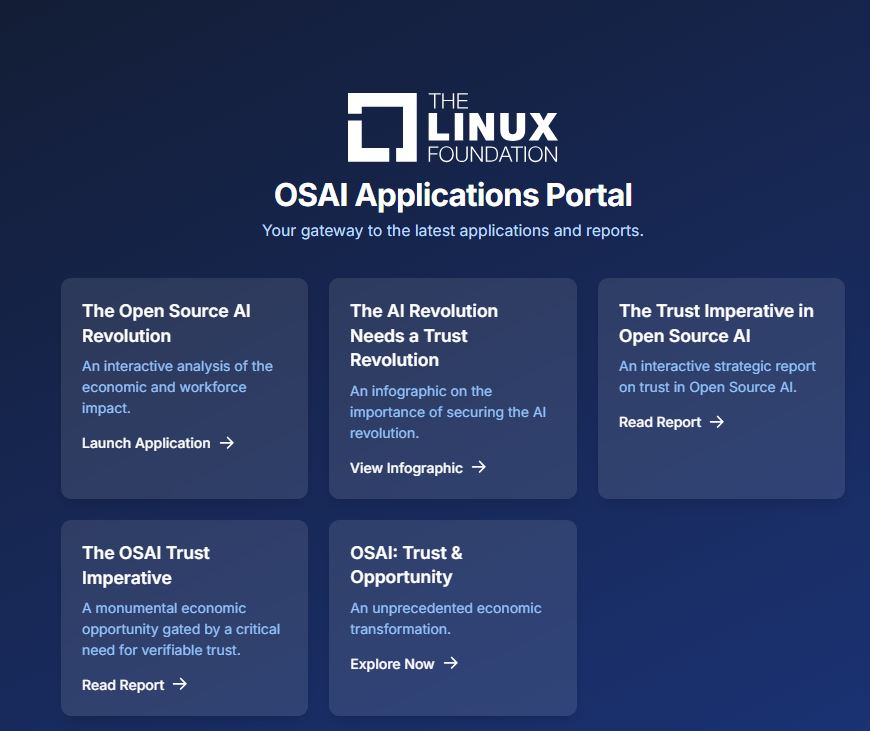 THE
LINUX
FOUNDATION
OSAI Applications Portal
Your gateway to the latest applications and reports.
The Open Source AI
Revolution
An interactive analysis of the
economic and workforce
impact.
Launch Application →
The AI Revolution
Needs a Trust
Revolution
An infographic on the
importance of securing the AI
revolution.
View Infographic →
The Trust Imperative in
Open Source AI
An interactive strategic report
on trust in Open Source AI.
Read Report →
The OSAI Trust
Imperative
A monumental economic
opportunity gated by a critical
need for verifiable trust.
Read Report →
OSAI: Trust &
Opportunity
An unprecedented economic
transformation.
Explore Now →